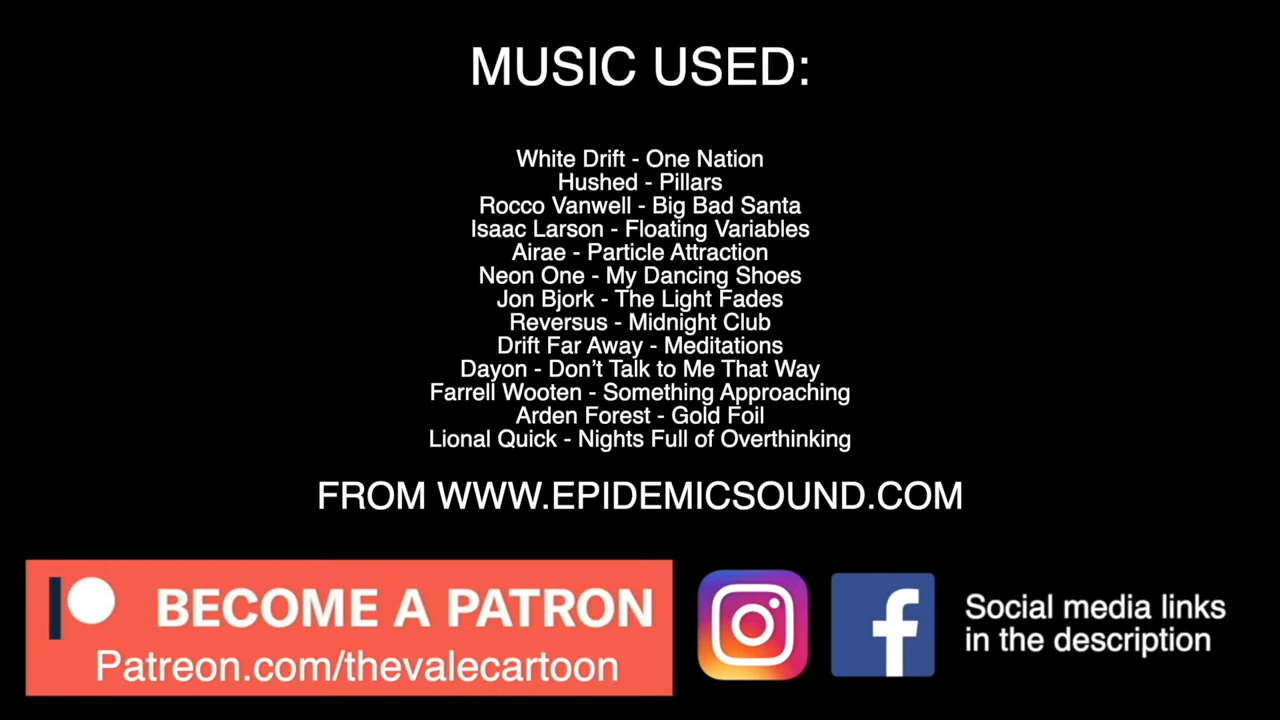 MUSIC USED:
White Drift - One Nation
Hushed - Pillars
Rocco Vanwell - Big Bad Santa
Isaac Larson - Floating Variables
Airae - Particle Attraction
Neon One - My Dancing Shoes
Jon Bjork - The Light Fades
Reversus - Midnight Club
Drift Far Away - Meditations
Dayon - Don’t Talk to Me That Way
Farrell Wooten - Something Approaching
Arden Forest - Gold Foil
Lional Quick - Nights Full of Overthinking
FROM WWW.EPIDEMICSOUND.COM
BECOME A PATRON
Patreon.com/thevalecartoon
Social media links
in the description